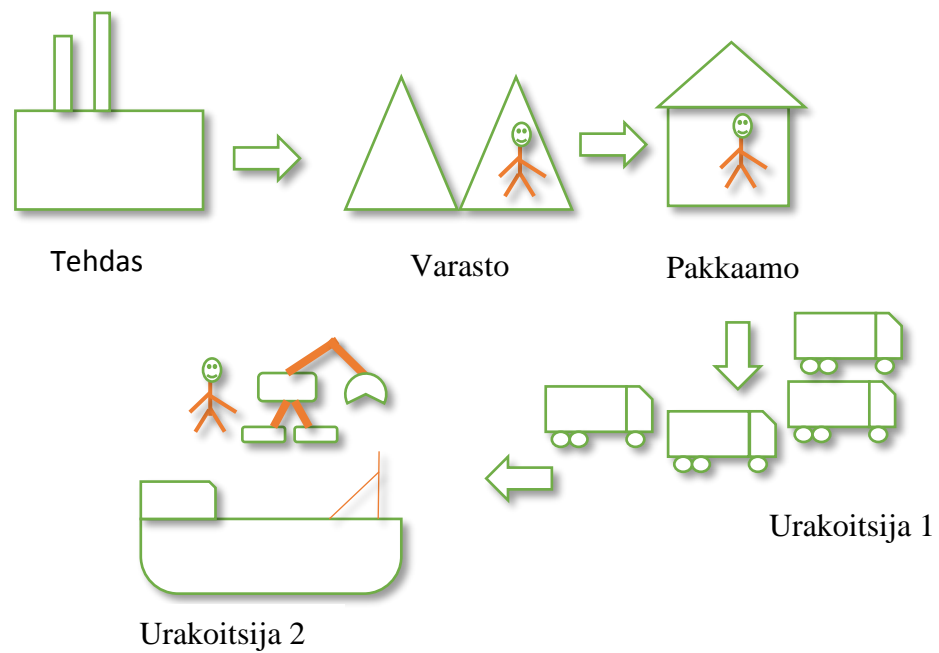 Tehdas
Varasto
Pakkaamo
Urakoitsija 1
Urakoitsija 2